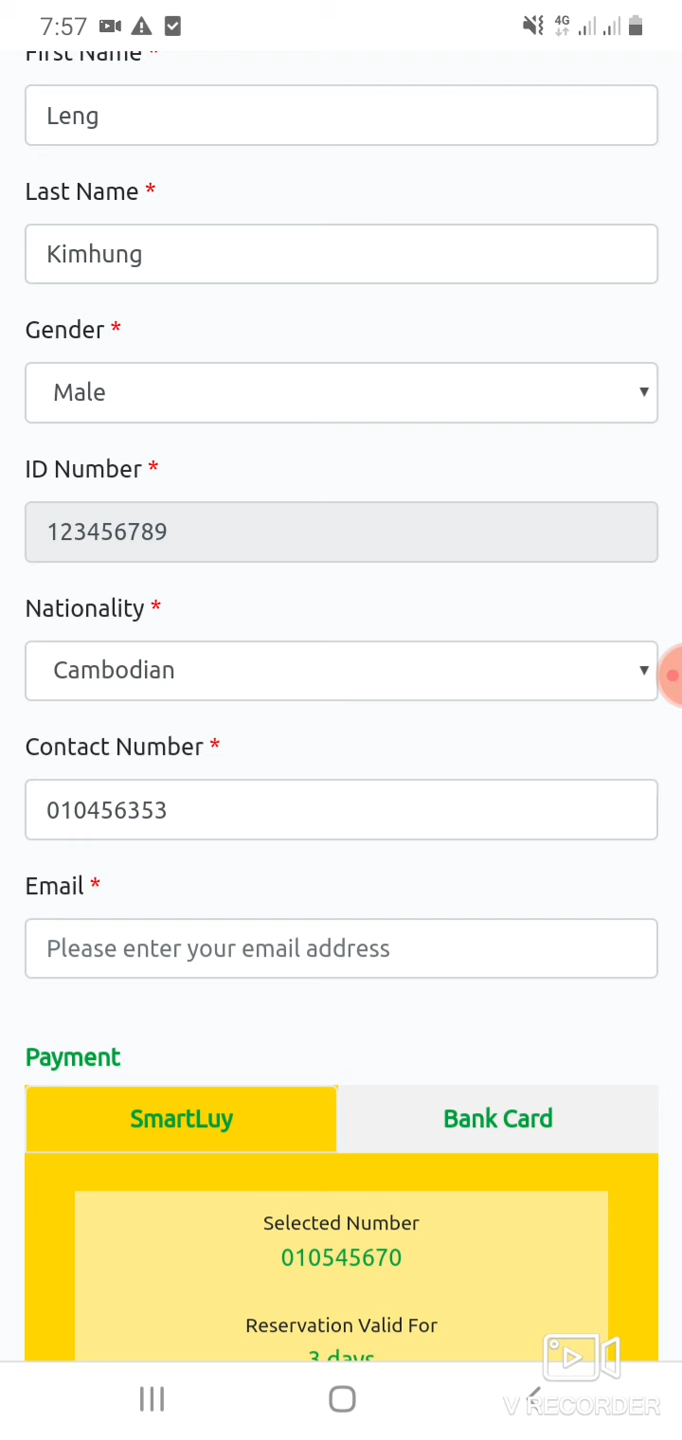 7:57
4G
First Name *
Leng
Last Name *
Kimhung
Gender *
Male
ID Number *
123456789
Nationality *
Cambodian
Contact Number *
010456353
Email *
Please enter your email address
Payment
SmartLuy
Bank Card
Selected Number
010545670
Reservation Valid For
3 days
V RECORDER